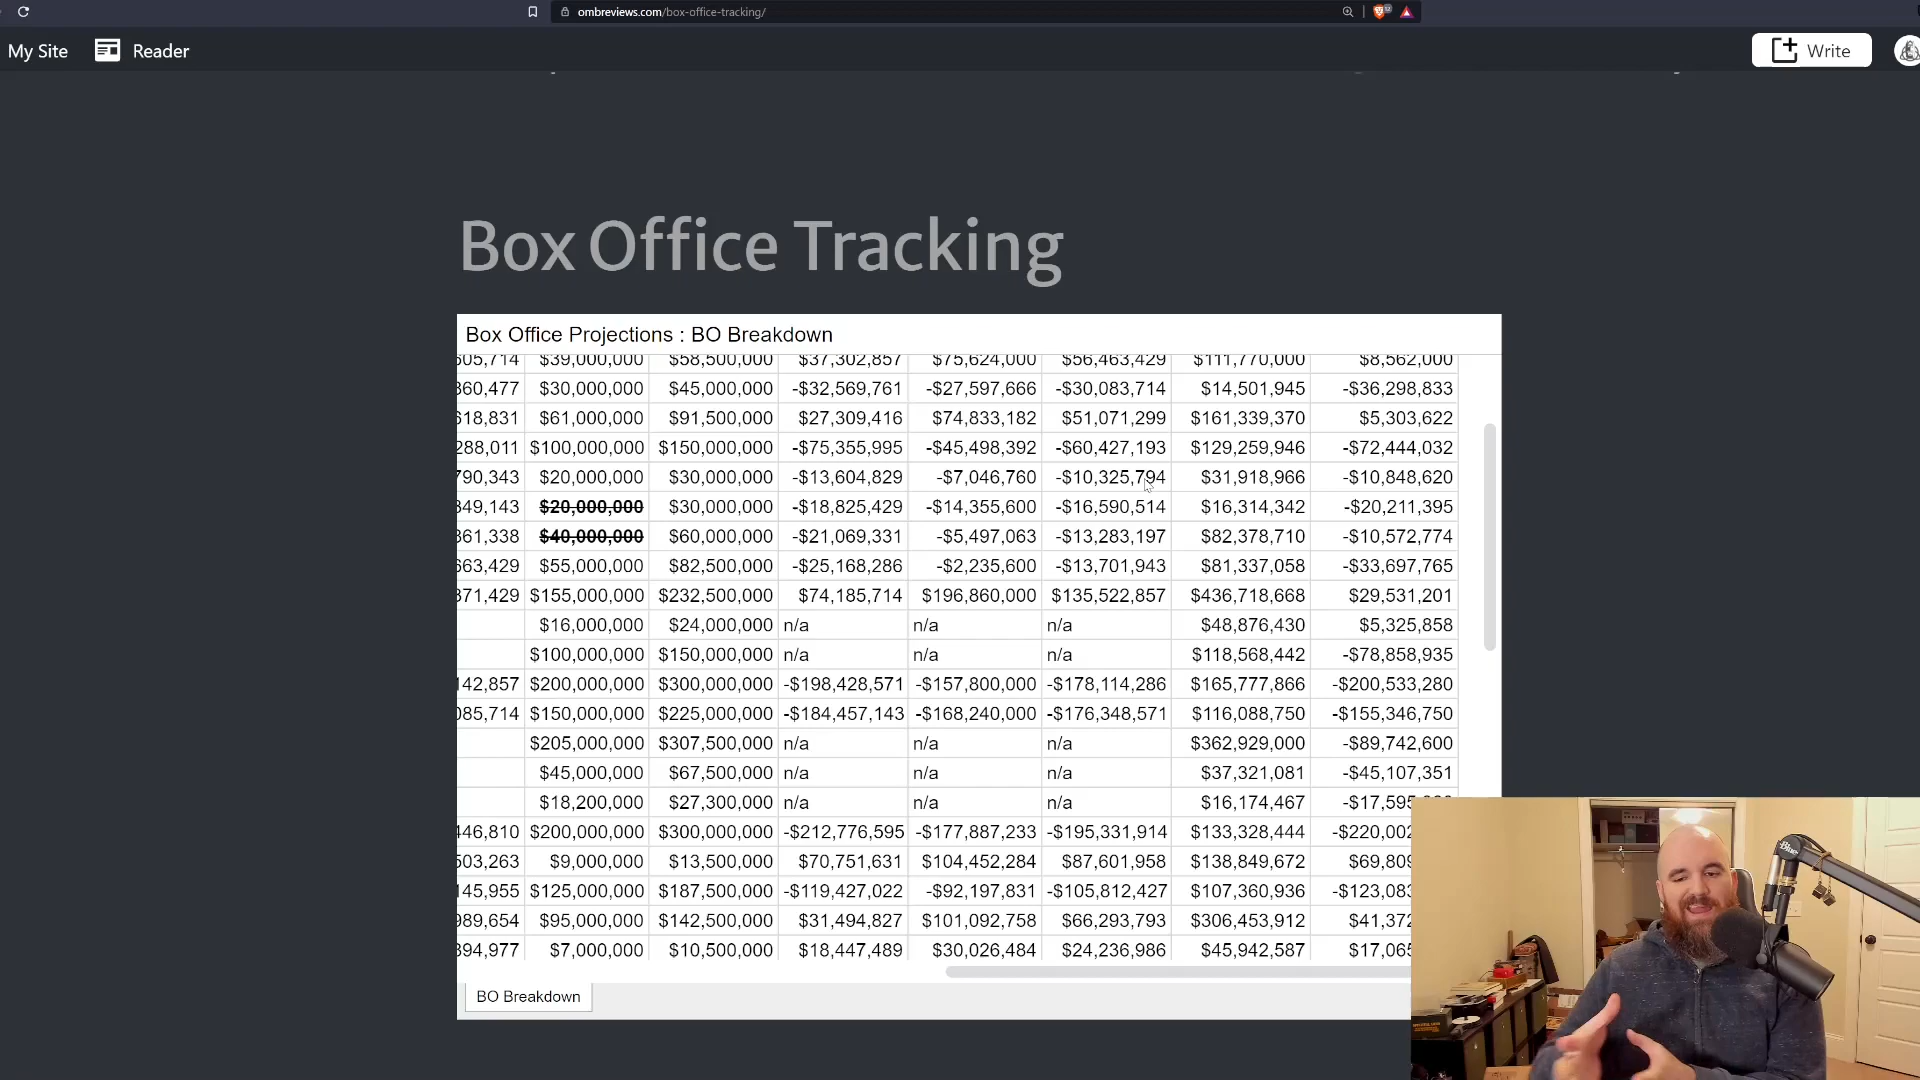 ombreviews.com/box-office-tracking/
My Site Reader Write
Box Office Tracking
Box Office Projections : BO Breakdown
605,714 $39,000,000 $58,500,000 $37,302,857 $75,624,000 $56,463,429 $111,770,000 $8,562,000
360,477 $30,000,000 $45,000,000 -$32,569,761 -$27,597,666 -$30,083,714 $14,501,945 -$36,298,833
618,831 $61,000,000 $91,500,000 $27,309,416 $74,833,182 $51,071,299 $161,339,370 $5,303,622
288,011 $100,000,000 $150,000,000 -$75,355,995 -$45,498,392 -$60,427,193 $129,259,946 -$72,444,032
790,343 $20,000,000 $30,000,000 -$13,604,829 -$7,046,760 -$10,325,794 $31,918,966 -$10,848,620
349,143 $20,000,000 $30,000,000 -$18,825,429 -$14,355,600 -$16,590,514 $16,314,342 -$20,211,395
361,338 $40,000,000 $60,000,000 -$21,069,331 -$5,497,063 -$13,283,197 $82,378,710 -$10,572,774
663,429 $55,000,000 $82,500,000 -$25,168,286 -$2,235,600 -$13,701,943 $81,337,058 -$33,697,765
371,429 $155,000,000 $232,500,000 $74,185,714 $196,860,000 $135,522,857 $436,718,668 $29,531,201
$16,000,000 $24,000,000 n/a n/a n/a $48,876,430 $5,325,858
$100,000,000 $150,000,000 n/a n/a n/a $118,568,442 -$78,858,935
142,857 $200,000,000 $300,000,000 -$198,428,571 -$157,800,000 -$178,114,286 $165,777,866 -$200,533,280
085,714 $150,000,000 $225,000,000 -$184,457,143 -$168,240,000 -$176,348,571 $116,088,750 -$155,346,750
$205,000,000 $307,500,000 n/a n/a n/a $362,929,000 -$89,742,600
$45,000,000 $67,500,000 n/a n/a n/a $37,321,081 -$45,107,351
$18,200,000 $27,300,000 n/a n/a n/a $16,174,467 -$17,595
446,810 $200,000,000 $300,000,000 -$212,776,595 -$177,887,233 -$195,331,914 $133,328,444 -$220,002
503,263 $9,000,000 $13,500,000 $70,751,631 $104,452,284 $87,601,958 $138,849,672 $69,809
145,955 $125,000,000 $187,500,000 -$119,427,022 -$92,197,831 -$105,812,427 $107,360,936 -$123,083
989,654 $95,000,000 $142,500,000 $31,494,827 $101,092,758 $66,293,793 $306,453,912 $41,372
394,977 $7,000,000 $10,500,000 $18,447,489 $30,026,484 $24,236,986 $45,942,587 $17,065
BO Breakdown
Blue